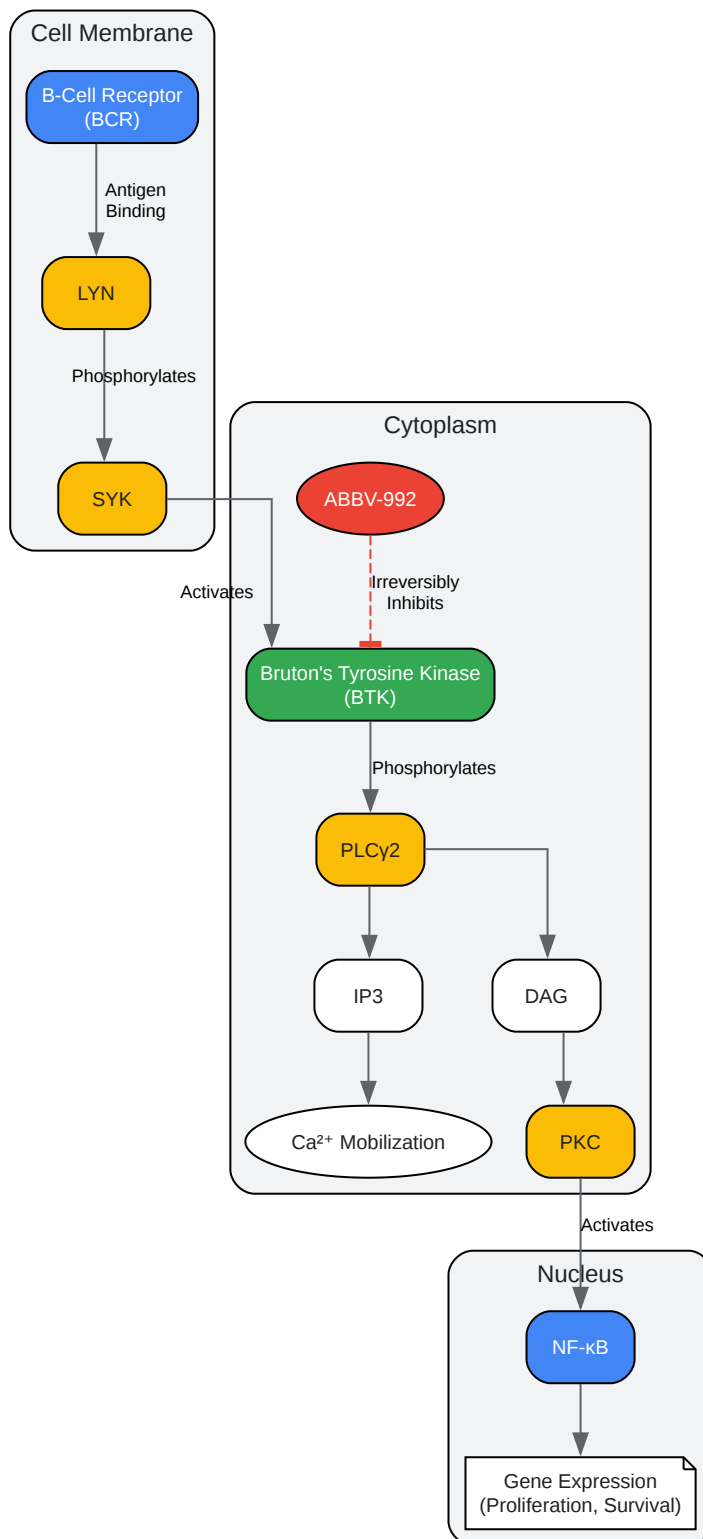 Cell Membrane
B-Cell Receptor
(BCR)
Antigen
Binding
LYN
Phosphorylates
SYK
Cytoplasm
ABBV-992
Activates
Irreversibly
Inhibits
Bruton's Tyrosine Kinase
(BTK)
Phosphorylates
PLCγ2
IP3
DAG
Ca²⁺ Mobilization
PKC
Activates
Nucleus
NF-κB
Gene Expression
(Proliferation, Survival)